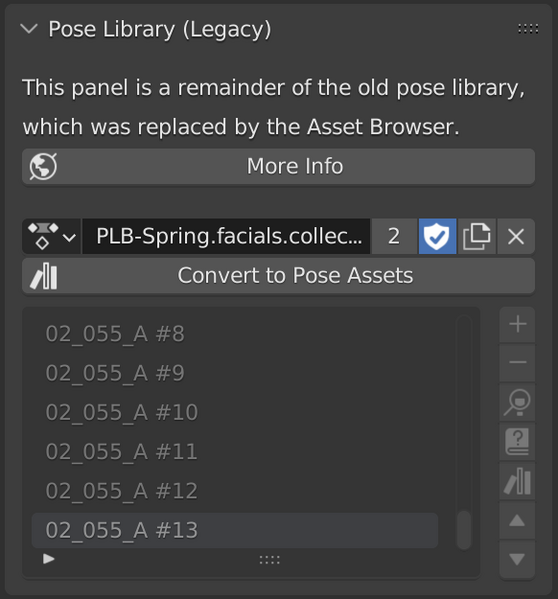 Pose Library (Legacy)
This panel is a remainder of the old pose library,
which was replaced by the Asset Browser.
More Info
PLB-Spring.facials.collec... 2
Convert to Pose Assets
02_055_A #8
02_055_A #9
02_055_A #10
02_055_A #11
02_055_A #12
02_055_A #13